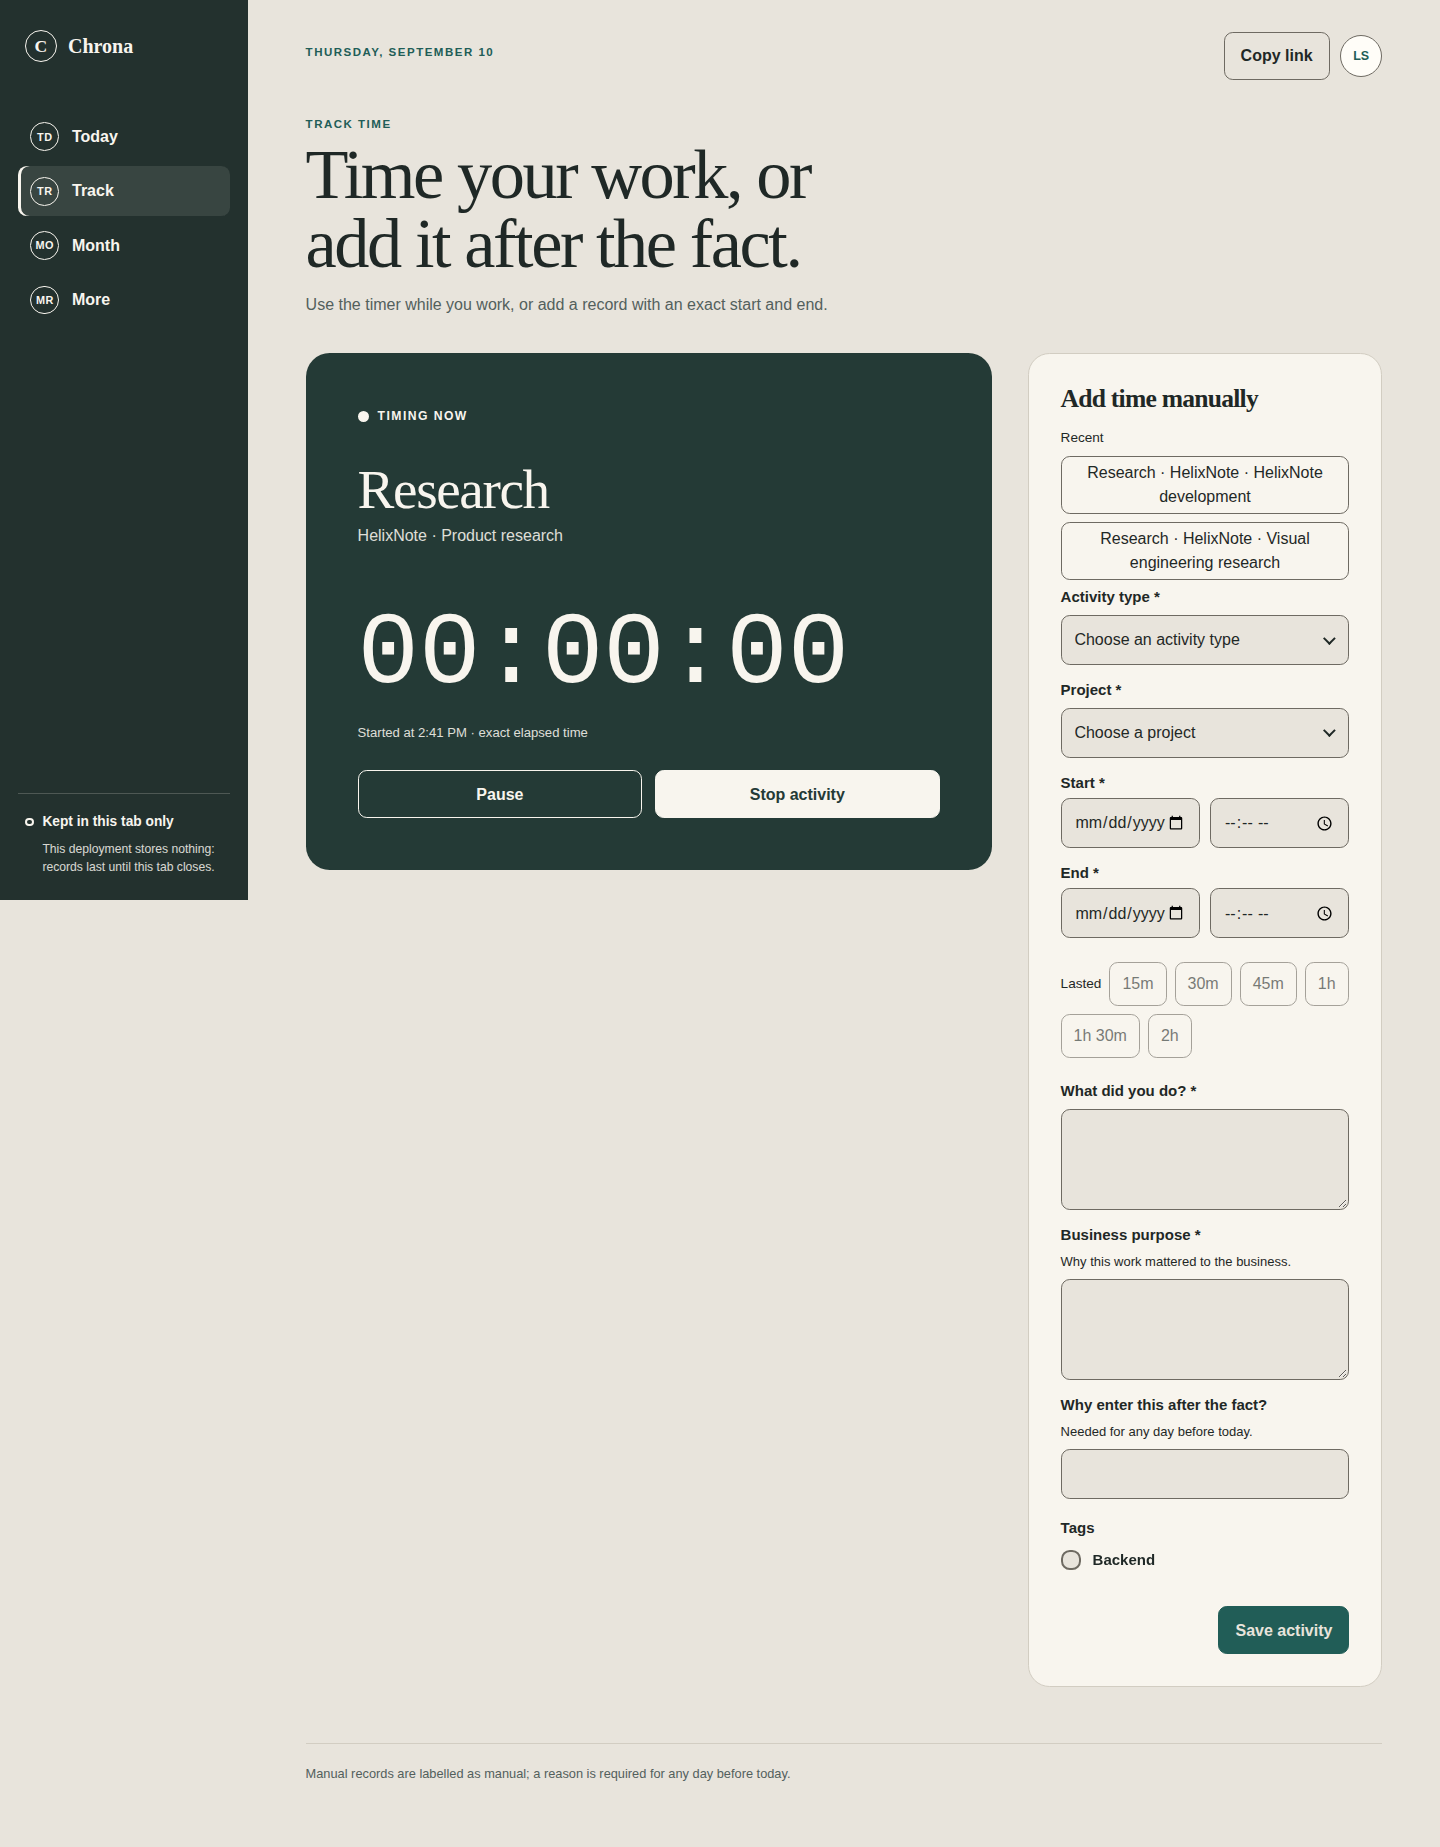 C
Chrona
TD
Today
TR
Track
MO
Month
MR
More
Kept in this tab only
This deployment stores nothing:
records last until this tab closes.
THURSDAY, SEPTEMBER 10
Copy link
LS
TRACK TIME
Time your work, or
add it after the fact.
Use the timer while you work, or add a record with an exact start and end.
TIMING NOW
Research
HelixNote · Product research
00:00:00
Started at 2:41 PM · exact elapsed time
Pause
Stop activity
Add time manually
Recent
Research · HelixNote · HelixNote
development
Research · HelixNote · Visual
engineering research
Activity type *
Choose an activity type
Project *
Choose a project
Start *
mm/dd/yyyy
--:-- --
End *
mm/dd/yyyy
--:-- --
Lasted
15m
30m
45m
1h
1h 30m
2h
What did you do? *
Business purpose *
Why this work mattered to the business.
Why enter this after the fact?
Needed for any day before today.
Tags
Backend
Save activity
Manual records are labelled as manual; a reason is required for any day before today.